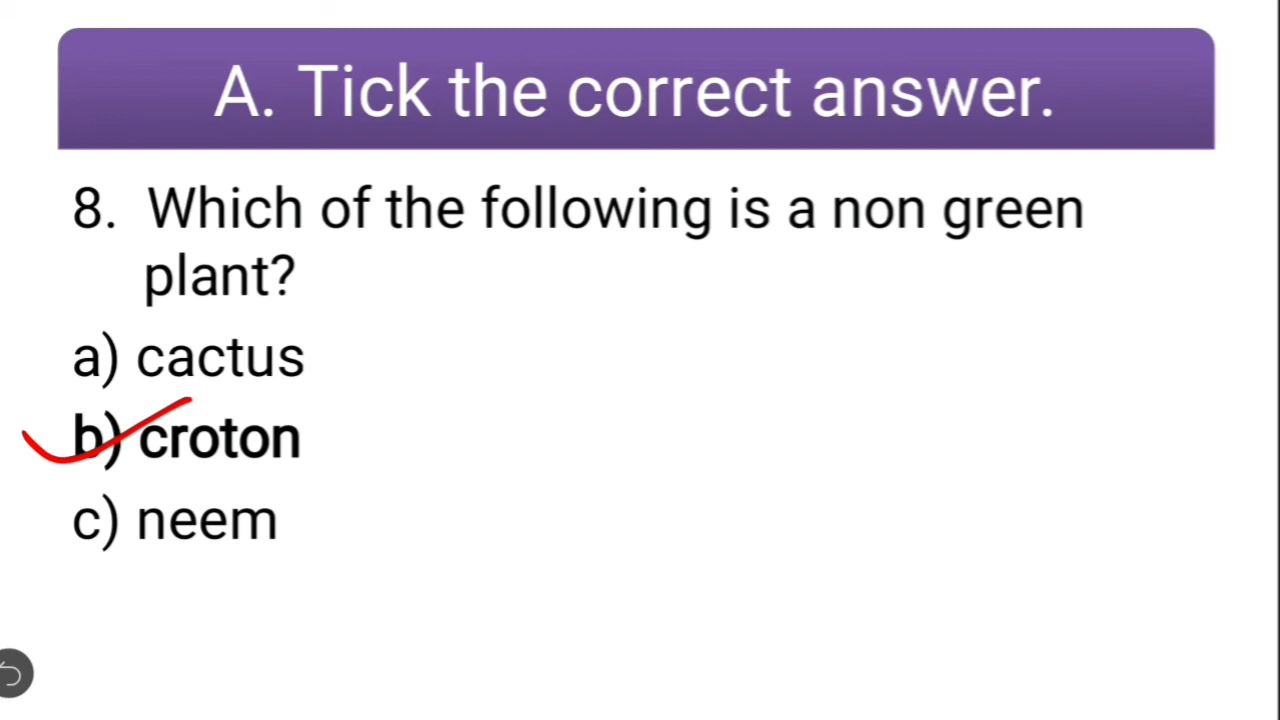 A. Tick the correct answer.
8. Which of the following is a non green
plant?
a) cactus
b) croton
c) neem